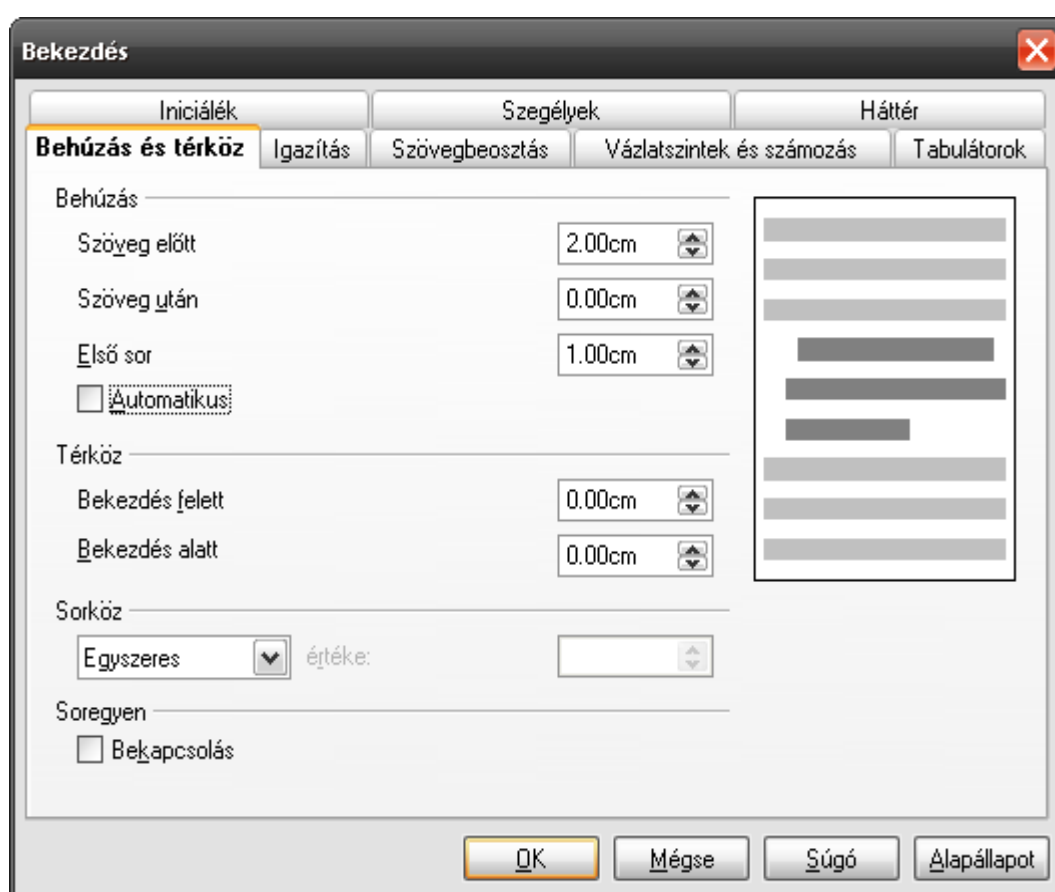 Bekezdés
Iniciálék Szegélyek Háttér
Behúzás és térköz Igazítás Szövegbeosztás Vázlatszintek és számozás Tabulátorok
Behúzás
Szöveg előtt 2.00cm
Szöveg után 0.00cm
Első sor 1.00cm
Automatikus
Térköz
Bekezdés felett 0.00cm
Bekezdés alatt 0.00cm
Sorköz
Egyszeres értéke:
Soregyen
Bekapcsolás
OK Mégse Súgó Alapállapot